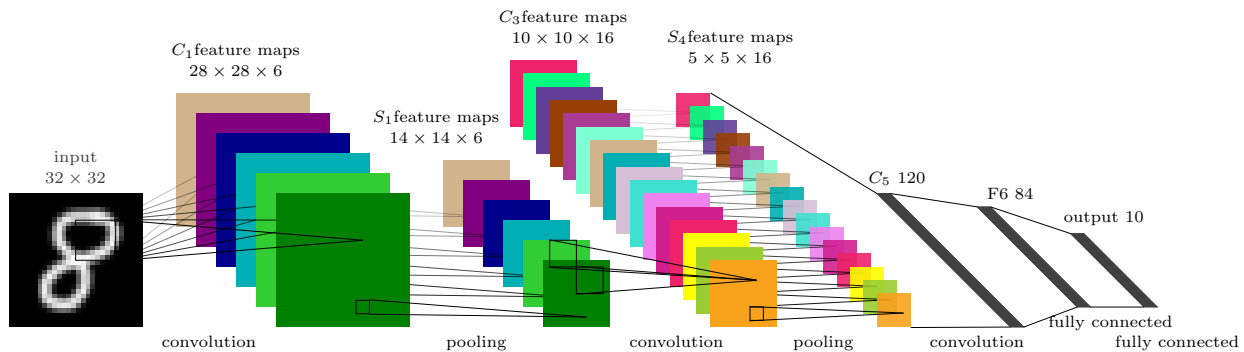 C₃feature maps
10 × 10 × 16
S₄feature maps
5 × 5 × 16
C₁feature maps
28 × 28 × 6
S₁feature maps
14 × 14 × 6
input
32 × 32
C₅ 120
F6 84
output 10
fully connected
convolution
pooling
convolution
pooling
convolution
fully connected